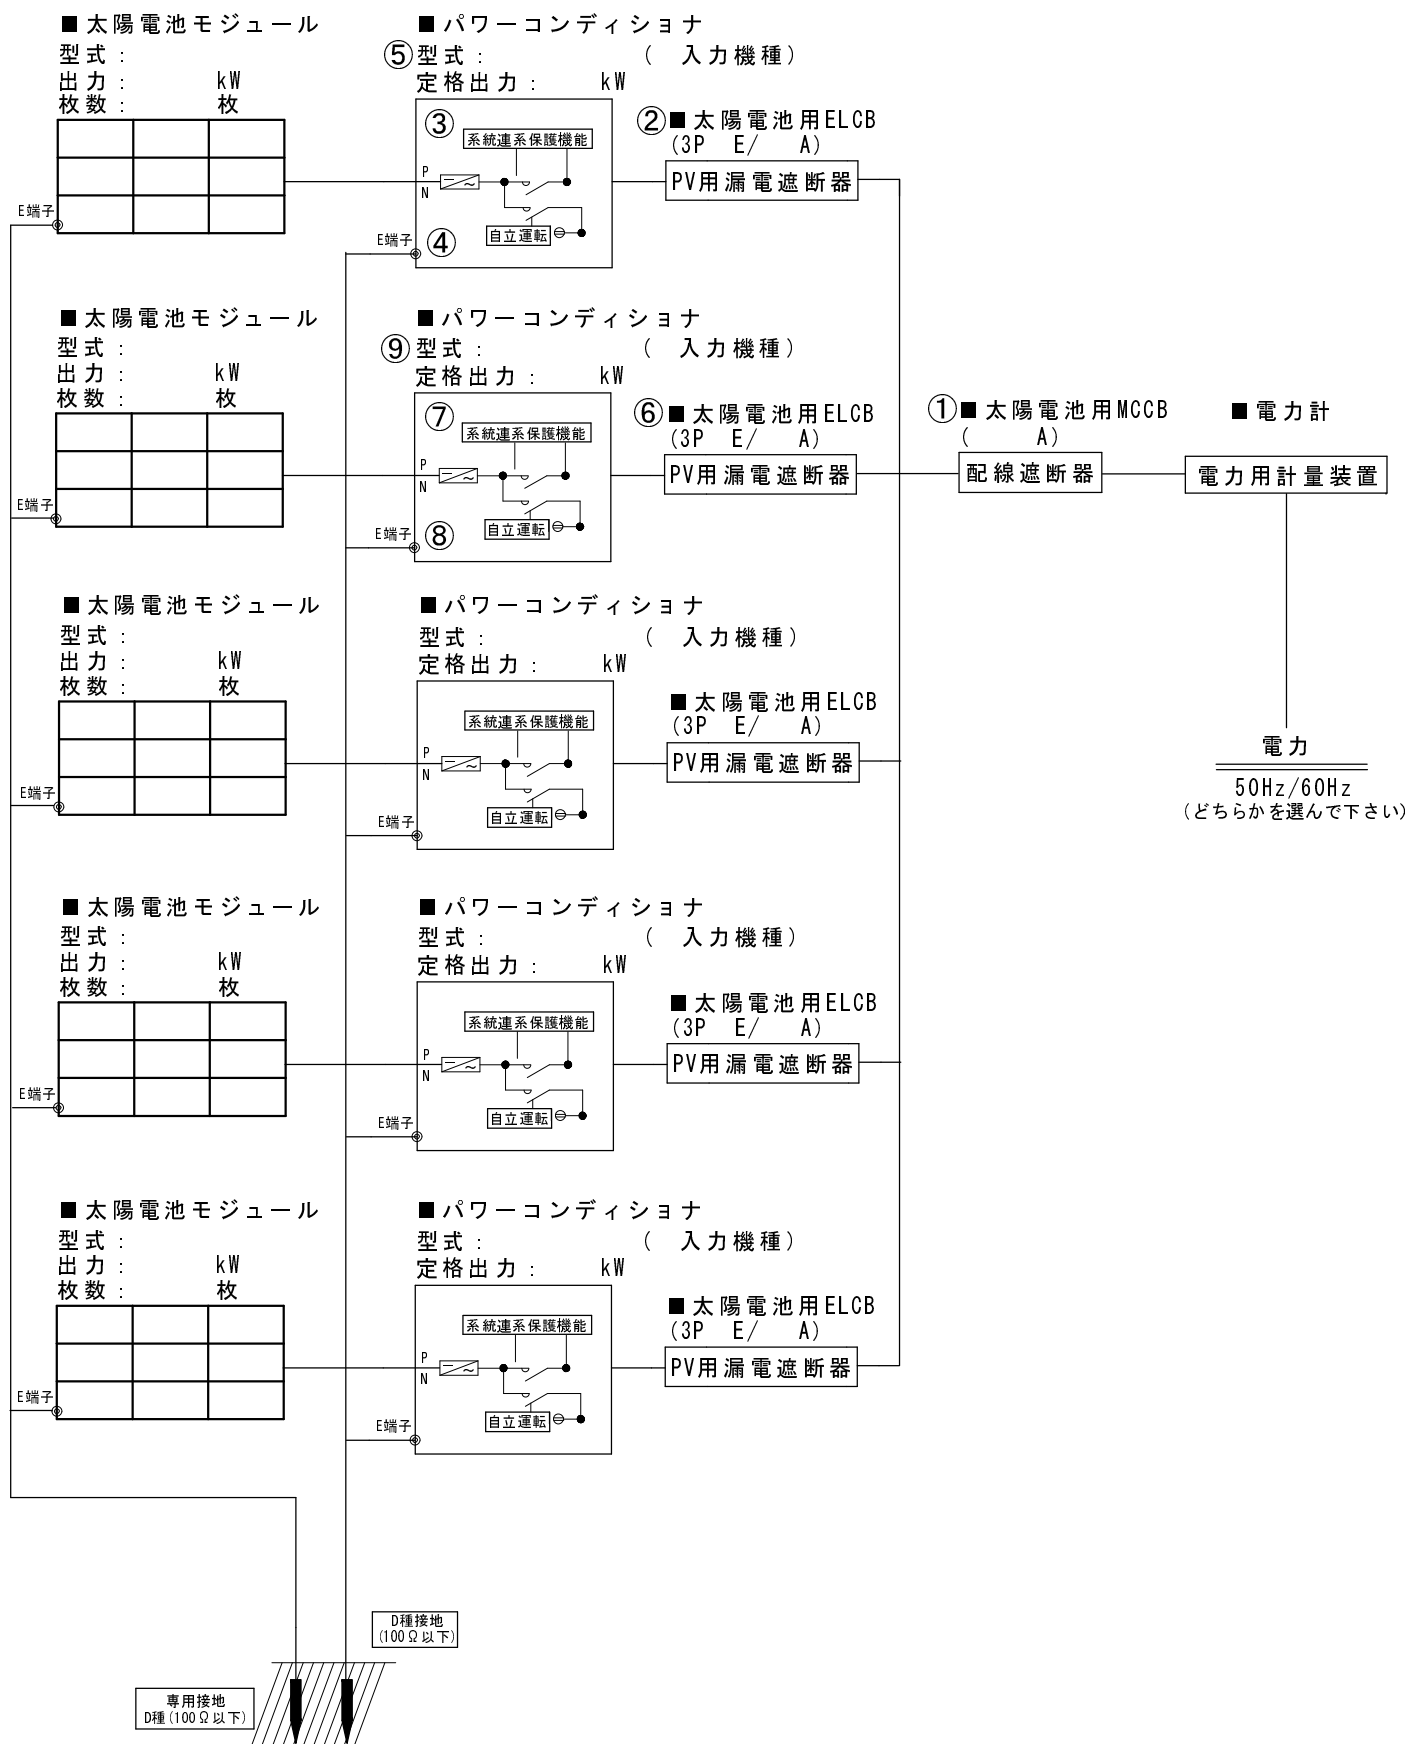 ■太陽電池モジュール
型式：
出力： kW
枚数： 枚
E端子
■パワーコンディショナ
⑤型式： （ 入力機種）
定格出力： kW
③
系統連系保護機能
P
N
自立運転
E端子 ④
②■太陽電池用ELCB
(3P E/ A)
PV用漏電遮断器
■太陽電池モジュール
型式：
出力： kW
枚数： 枚
E端子
■パワーコンディショナ
⑨型式： （ 入力機種）
定格出力： kW
⑦
系統連系保護機能
P
N
自立運転
E端子 ⑧
⑥■太陽電池用ELCB
(3P E/ A)
PV用漏電遮断器
①■太陽電池用MCCB
( A)
配線遮断器
■電力計
電力用計量装置
電力
50Hz/60Hz
(どちらかを選んで下さい)
■太陽電池モジュール
型式：
出力： kW
枚数： 枚
E端子
■パワーコンディショナ
型式： （ 入力機種）
定格出力： kW
系統連系保護機能
P
N
自立運転
E端子
■太陽電池用ELCB
(3P E/ A)
PV用漏電遮断器
■太陽電池モジュール
型式：
出力： kW
枚数： 枚
E端子
■パワーコンディショナ
型式： （ 入力機種）
定格出力： kW
系統連系保護機能
P
N
自立運転
E端子
■太陽電池用ELCB
(3P E/ A)
PV用漏電遮断器
■太陽電池モジュール
型式：
出力： kW
枚数： 枚
E端子
■パワーコンディショナ
型式： （ 入力機種）
定格出力： kW
系統連系保護機能
P
N
自立運転
E端子
■太陽電池用ELCB
(3P E/ A)
PV用漏電遮断器
D種接地
(100Ω以下)
専用接地
D種(100Ω以下)